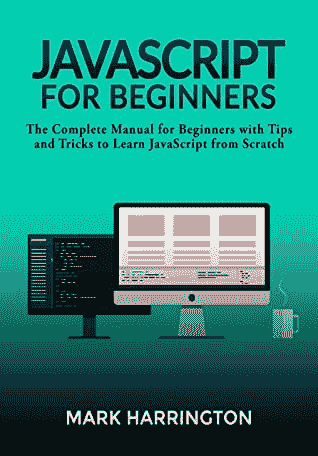 JAVASCRIPT
FOR BEGINNERS
The Complete Manual for Beginners with Tips
and Tricks to Learn JavaScript from Scratch
MARK HARRINGTON